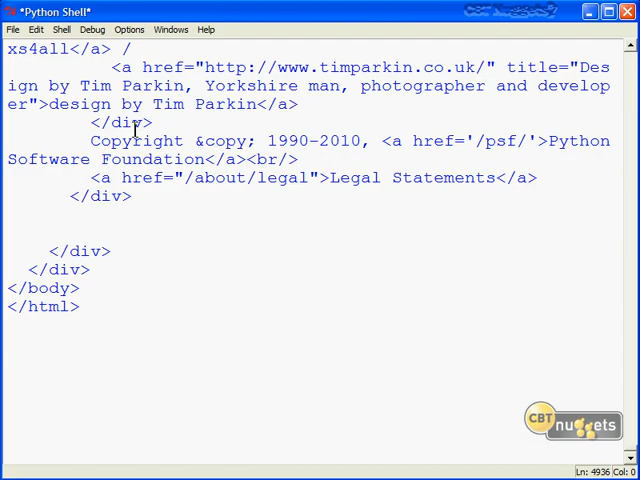 *Python Shell*
CBT Nuggets
File Edit Shell Debug Options Windows Help
xs4all</a> /
<a href="http://www.timparkin.co.uk/" title="Des
ign by Tim Parkin, Yorkshire man, photographer and develop
er">design by Tim Parkin</a>
</div>
Copyright &copy; 1990-2010, <a href='/psf/'>Python
Software Foundation</a><br/>
<a href="/about/legal">Legal Statements</a>
</div>
</div>
</div>
</body>
</html>
CBT nuggets
Ln: 4936 Col: 0